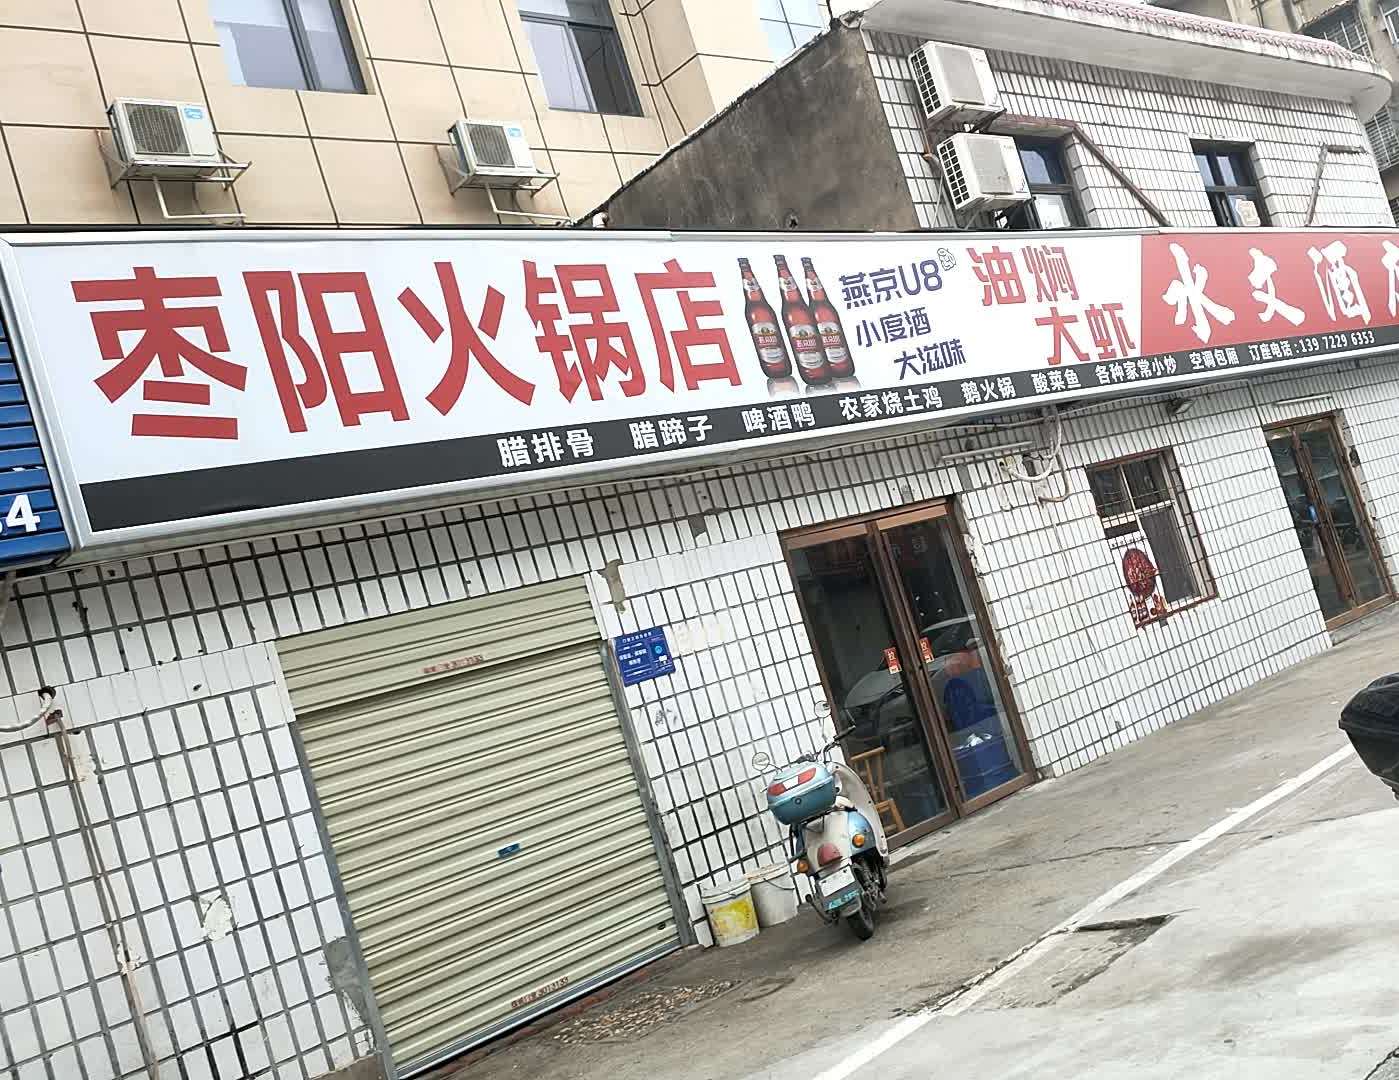 枣阳火锅店
燕京U8
小度酒
大滋味
油焖
大虾
水文酒店
腊排骨 腊蹄子 啤酒鸭 农家烧土鸡 鹅火锅 酸菜鱼 各种家常小炒 空调包厢 订座电话:139 7229 6353
4